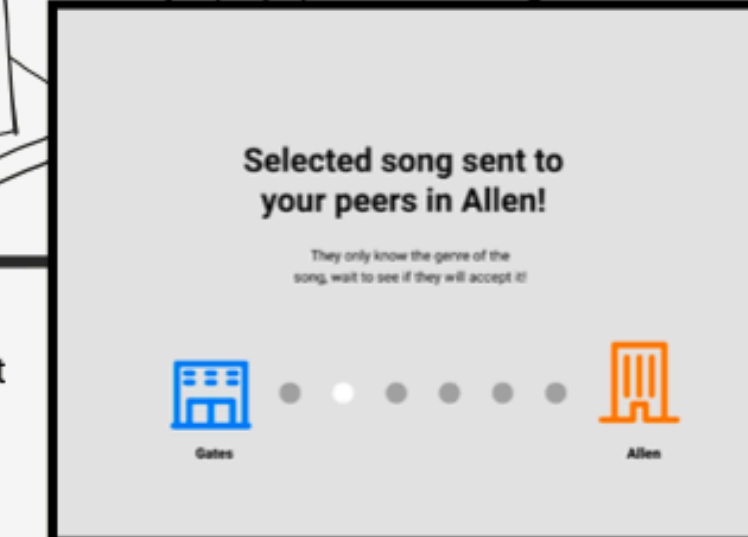 Selected song sent to
your peers in Allen!
They only know the genre of the
song, wait to see if they will accept it!
t
Gates
Allen